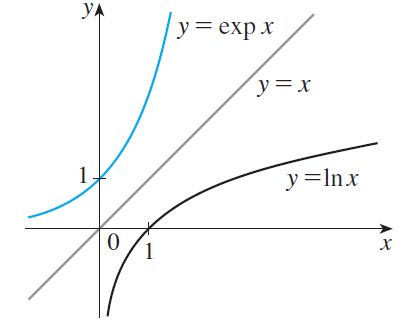 y
y = exp x
y = x
1
y = ln x
0
1
x